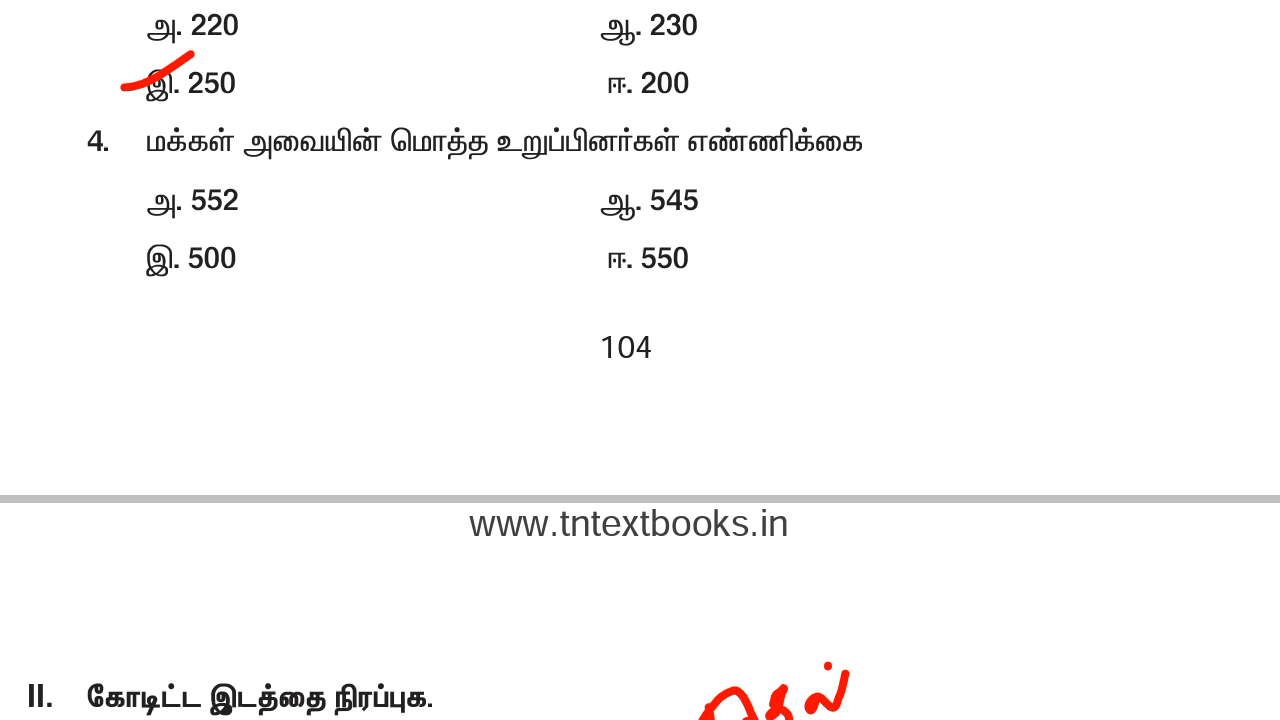 அ. 220 ஆ. 230
இ. 250 ஈ. 200
4. மக்கள் அவையின் மொத்த உறுப்பினர்கள் எண்ணிக்கை
அ. 552 ஆ. 545
இ. 500 ஈ. 550
104
www.tntextbooks.in
II. கோடிட்ட இடத்தை நிரப்புக.